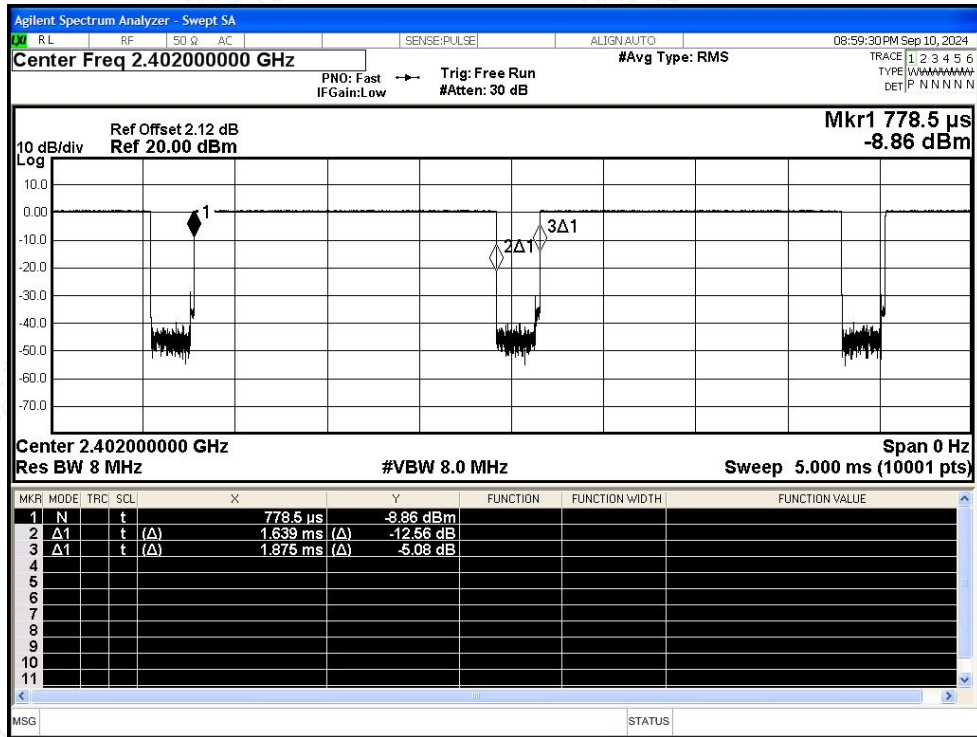 Agilent Spectrum Analyzer - Swept SA
LXI RL RF 50 Ω AC SENSE:PULSE ALIGN AUTO 08:59:30 PM Sep 10, 2024
Center Freq 2.402000000 GHz #Avg Type: RMS TRACE 1 2 3 4 5 6
PNO: Fast Trig: Free Run TYPE WWWWWW
IFGain:Low #Atten: 30 dB DET P N N N N N
Mkr1 778.5 µs
-8.86 dBm
Ref Offset 2.12 dB
10 dB/div Ref 20.00 dBm
Log
10.0
0.00
-10.0
-20.0
-30.0
-40.0
-50.0
-60.0
-70.0
1
2Δ1
3Δ1
Center 2.402000000 GHz Span 0 Hz
Res BW 8 MHz #VBW 8.0 MHz Sweep 5.000 ms (10001 pts)
MKR MODE TRC SCL X Y FUNCTION FUNCTION WIDTH FUNCTION VALUE
1 N t 778.5 µs -8.86 dBm
2 Δ1 t (Δ) 1.639 ms (Δ) -12.56 dB
3 Δ1 t (Δ) 1.875 ms (Δ) -5.08 dB
4
5
6
7
8
9
10
11
MSG STATUS